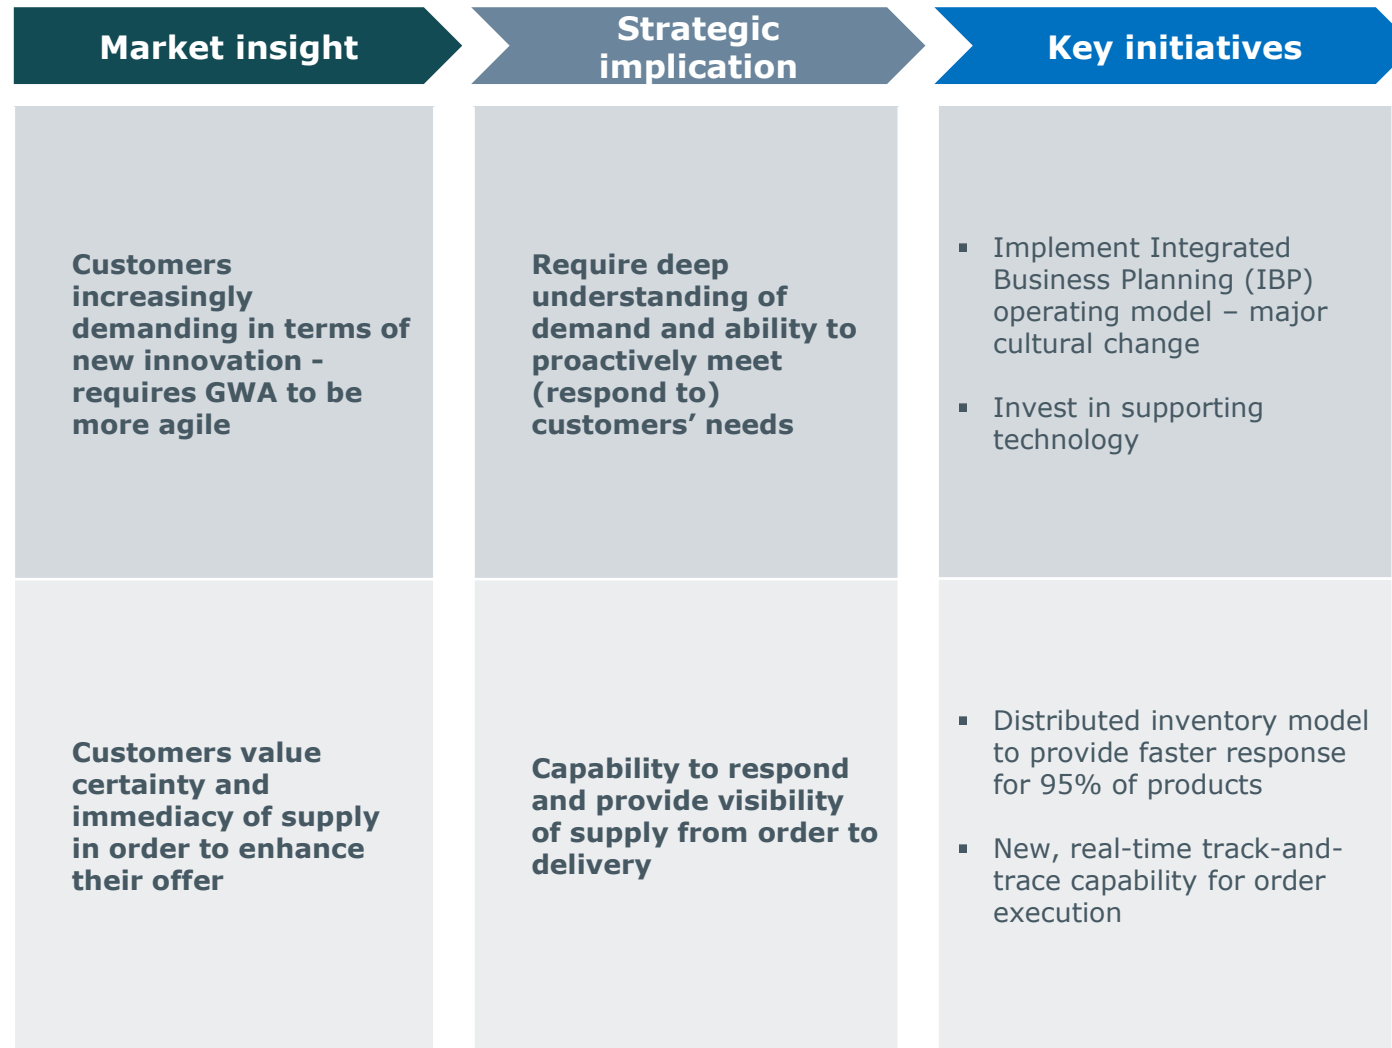 Market insight
Strategic
implication
Key initiatives
Customers
increasingly
demanding in terms of
new innovation -
requires GWA to be
more agile
Require deep
understanding of
demand and ability to
proactively meet
(respond to)
customers’ needs
▪ Implement Integrated
Business Planning (IBP)
operating model – major
cultural change
▪ Invest in supporting
technology
Customers value
certainty and
immediacy of supply
in order to enhance
their offer
Capability to respond
and provide visibility
of supply from order to
delivery
▪ Distributed inventory model
to provide faster response
for 95% of products
▪ New, real-time track-and-
trace capability for order
execution